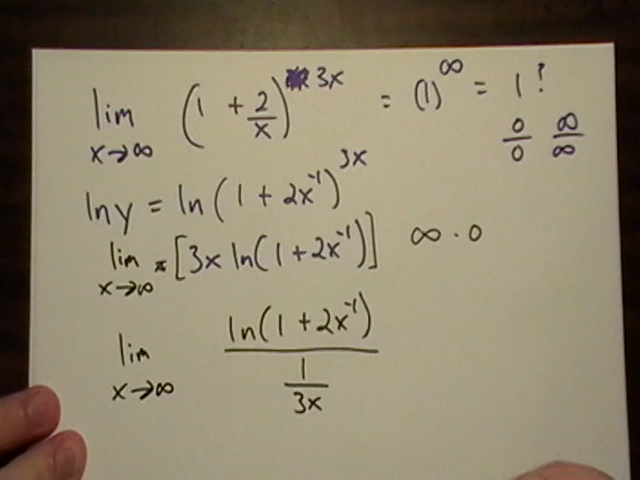 lim x→∞ (1 + 2/x)^3x = (1)^∞ = 1?
0/0 ∞/∞
ln y = ln(1 + 2x^-1)^3x
lim x→∞ [3x ln(1 + 2x^-1)] ∞ · 0
lim x→∞ ln(1 + 2x^-1) / (1/3x)